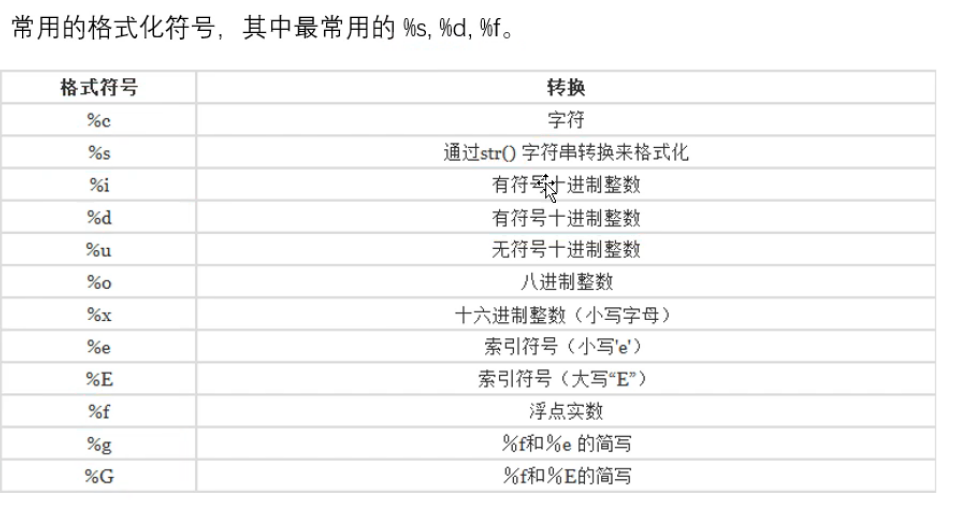 常用的格式化符号，其中最常用的 %s, %d, %f。
格式符号 转换
%c 字符
%s 通过str() 字符串转换来格式化
%i 有符号十进制整数
%d 有符号十进制整数
%u 无符号十进制整数
%o 八进制整数
%x 十六进制整数（小写字母）
%e 索引符号（小写'e'）
%E 索引符号（大写“E”）
%f 浮点实数
%g %f和%e 的简写
%G %f和%E的简写